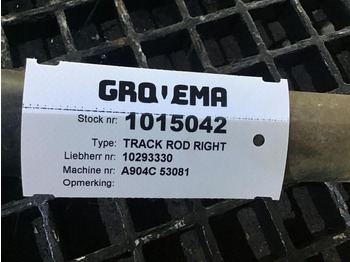 GROVEMA
Stock nr: 1015042
Type: TRACK ROD RIGHT
Liebherr nr: 10293330
Machine nr: A904C 53081
Opmerking: